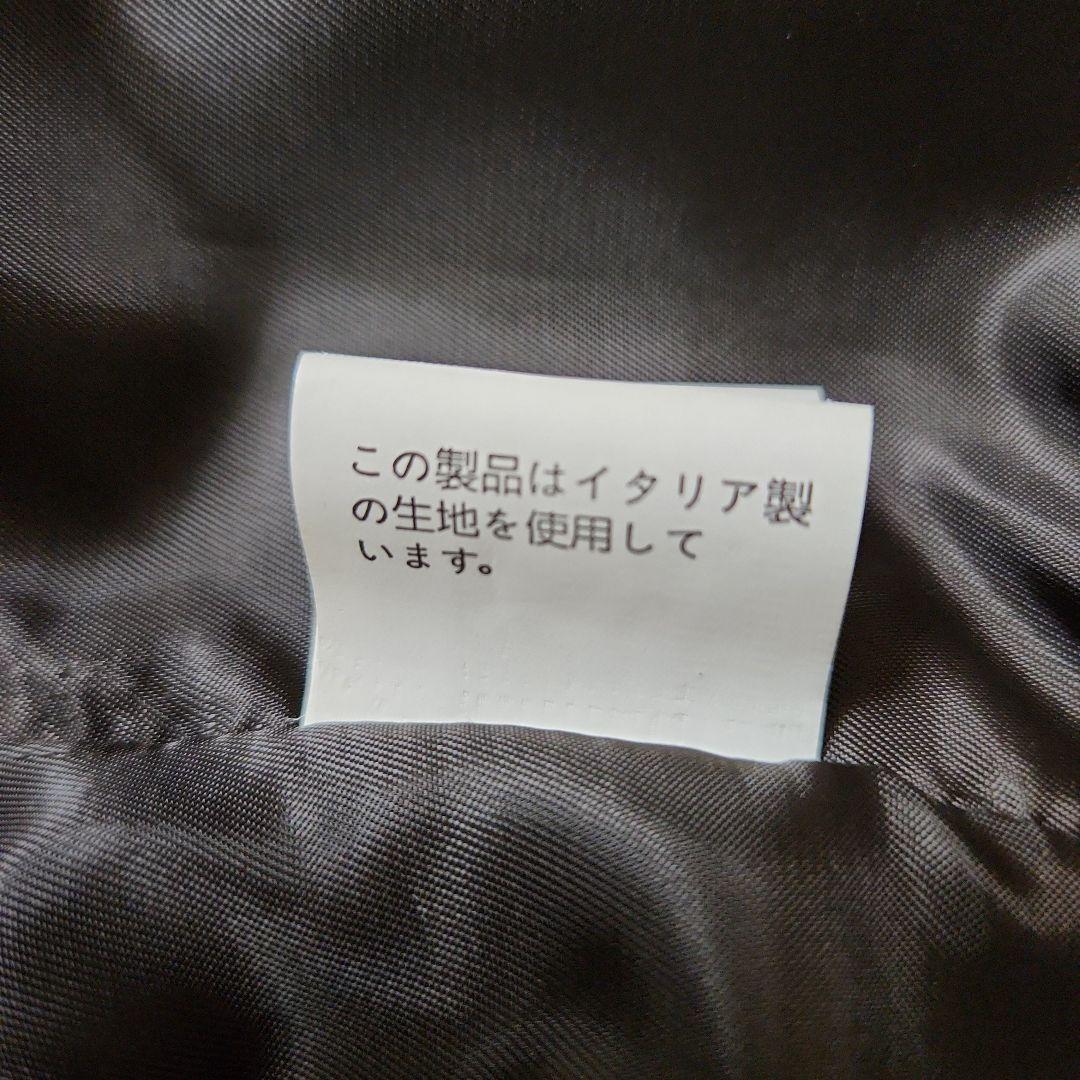 この製品はイタリア製
の生地を使用して
います。